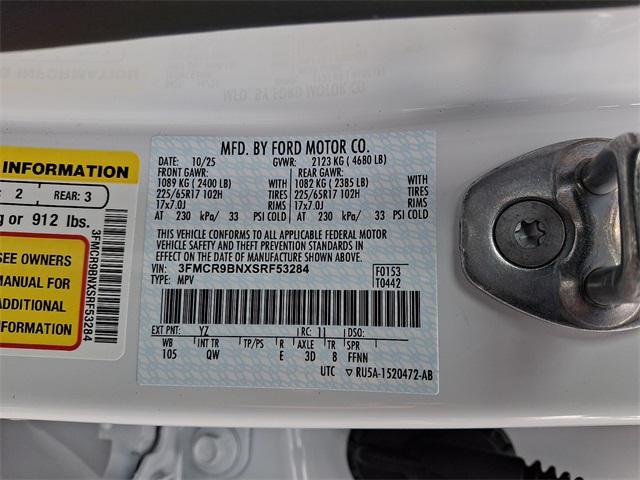 MFD. BY FORD MOTOR CO.
DATE: 10/25 GVWR: 2123 KG ( 4680 LB)
FRONT GAWR: REAR GAWR:
1089 KG ( 2400 LB) 1082 KG ( 2385 LB)
225/65R17 102H TIRES 225/65R17 102H TIRES
17x7.0J RIMS 17x7.0J RIMS
AT 230 kPa/ 33 PSI COLD AT 230 kPa/ 33 PSI COLD
THIS VEHICLE CONFORMS TO ALL APPLICABLE FEDERAL MOTOR
VEHICLE SAFETY AND THEFT PREVENTION STANDARDS IN
EFFECT ON THE DATE OF MANUFACTURE SHOWN ABOVE.
VIN: 3FMCR9BNXSRF53284 F0153
TYPE: MPV T0442
EXT PNT: YZ RC: 11 DSO:
WB INT TR TP/PS R AXLE TR SPR
105 QW E 3D 8 FFNN
UTC ▽ RU5A-1520472-AB
INFORMATION
: 2 REAR: 3
g or 912 lbs.
SEE OWNERS
MANUAL FOR
ADDITIONAL
INFORMATION
3FMCR9BNXSRF53284